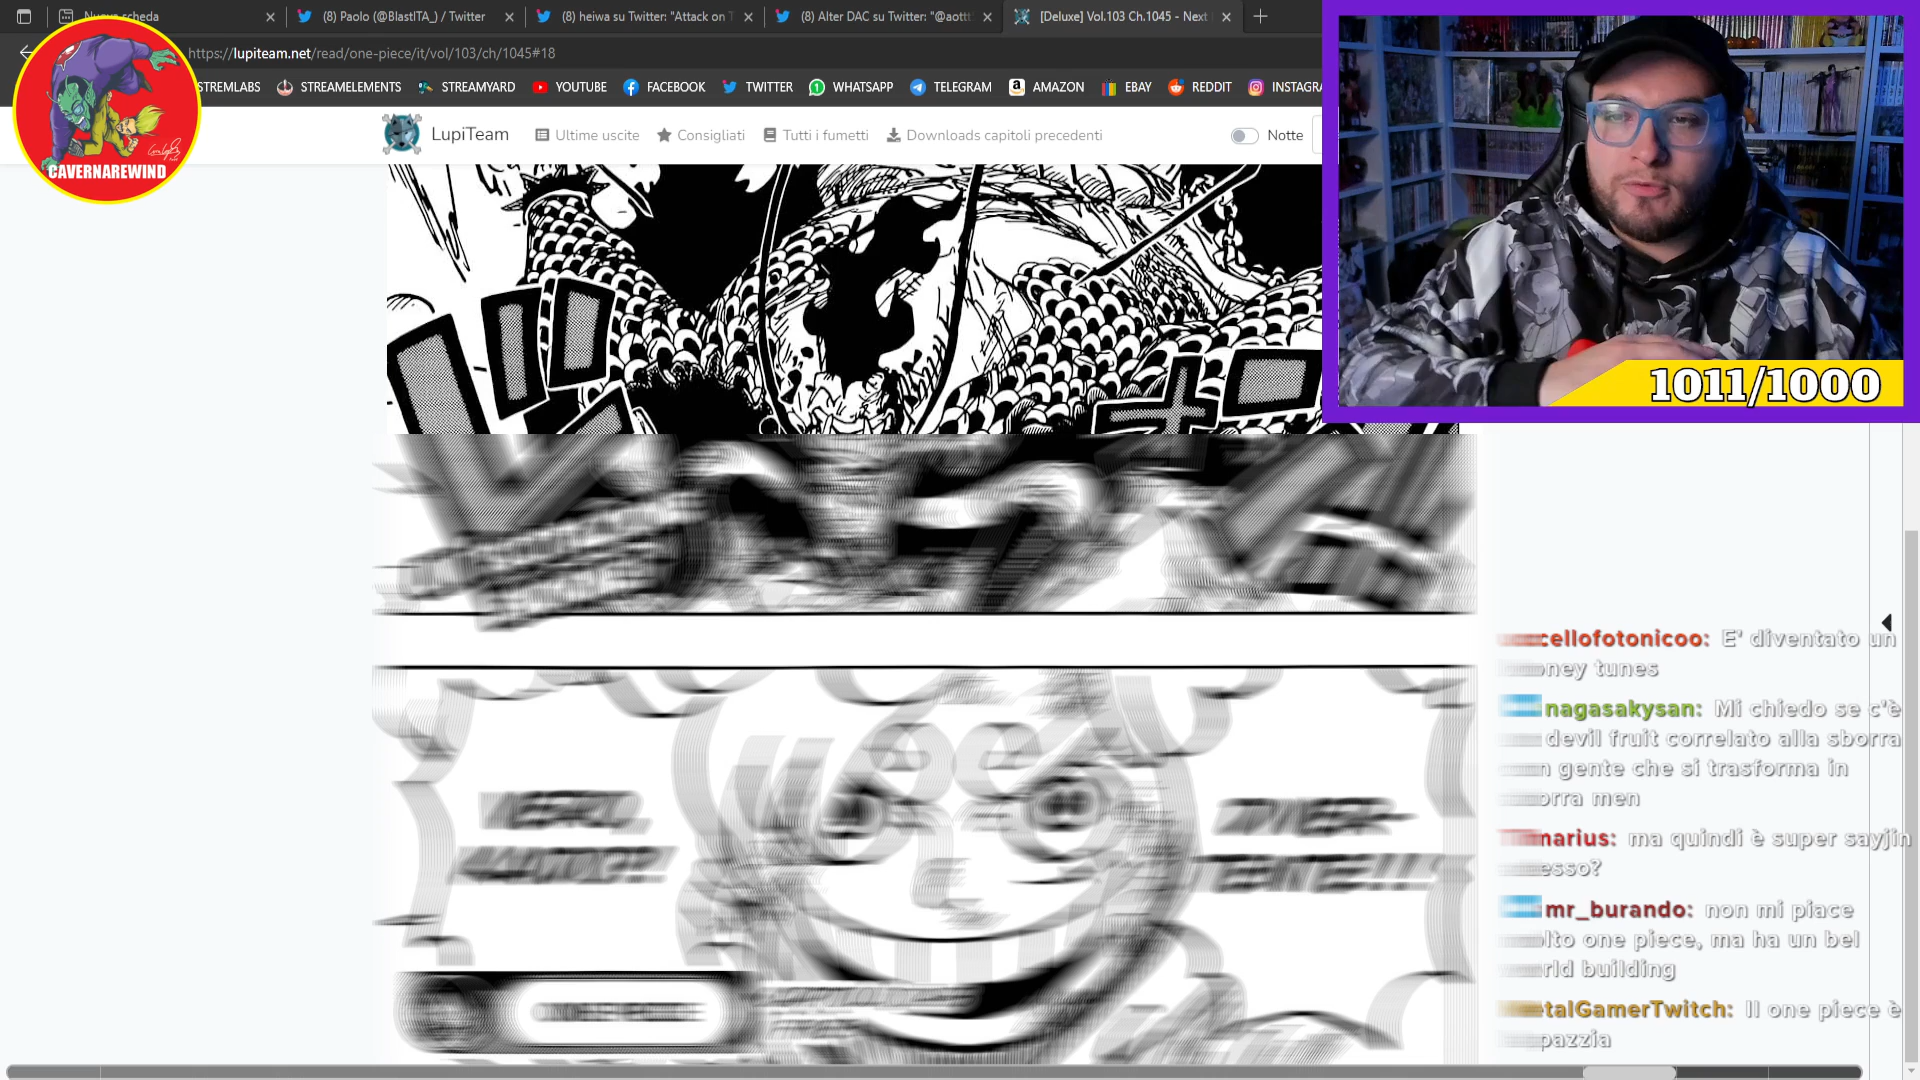 Nuova scheda
(8) Paolo (@BlastITA_) / Twitter
(8) heiwa su Twitter: "Attack on T
(8) Alter DAC su Twitter: "@aottt
[Deluxe] Vol.103 Ch.1045 - Next
https://lupiteam.net/read/one-piece/it/vol/103/ch/1045#18
STREMLABS
STREAMELEMENTS
STREAMYARD
YOUTUBE
FACEBOOK
TWITTER
WHATSAPP
TELEGRAM
AMAZON
EBAY
REDDIT
INSTAGRA
CAVERNAREWIND
LupiTeam
Ultime uscite
Consigliati
Tutti i fumetti
Downloads capitoli precedenti
Notte
1011/1000
cellofotonicoo: E' diventato un
ney tunes
nagasakysan: Mi chiedo se c'è
devil fruit correlato alla sborra
n gente che si trasforma in
orra men
marius: ma quindi è super sayjin
esso?
mr_burando: non mi piace
lto one piece, ma ha un bel
rld building
talGamerTwitch: Il one piece è
pazzia